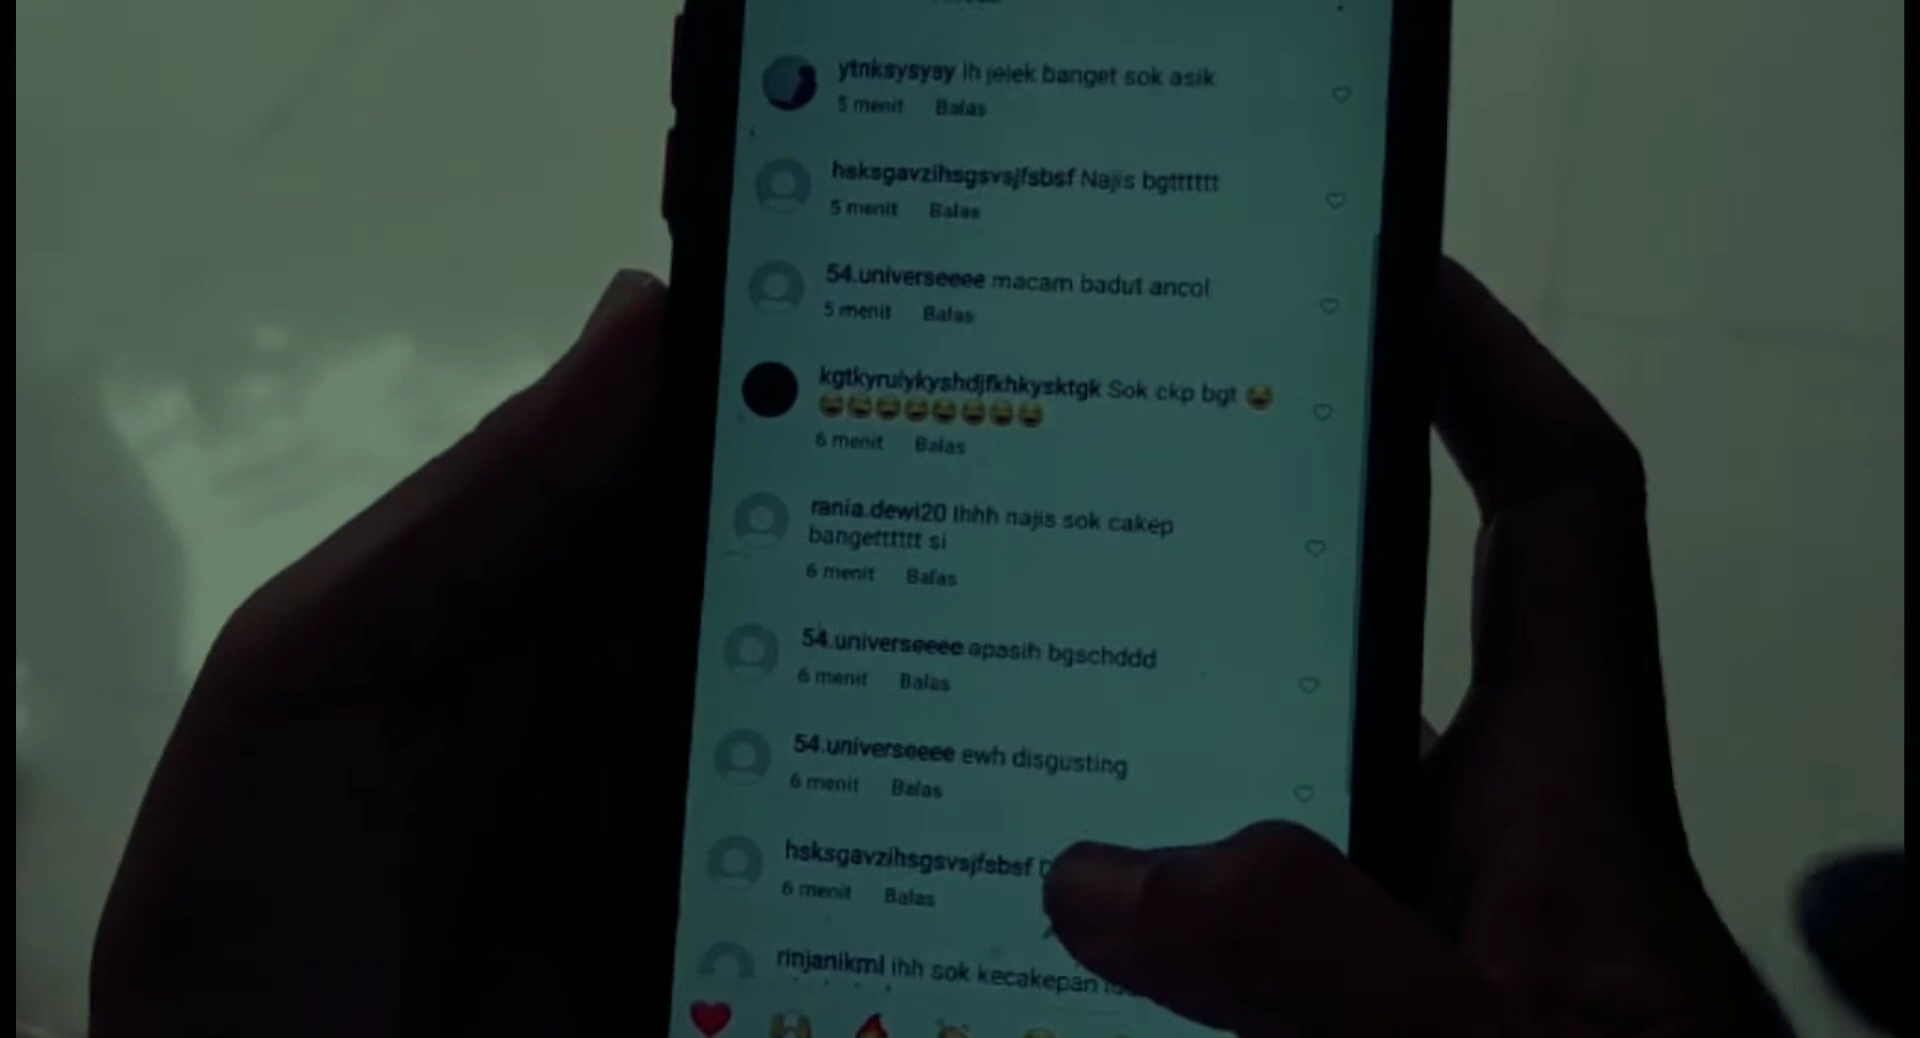 ytnksysysy Ih jelek banget sok asik
5 menit Balas
hsksgavzihsgsvsjfsbsf Najis bgtttttt
5 menit Balas
54.universeeee macam badut ancol
5 menit Balas
kgtkyrulykyshdjfkhkysktgk Sok ckp bgt 😂
😂😂😂😂😂😂😂😂
6 menit Balas
rania.dewi20 Ihhh najis sok cakep
bangettttttt si
6 menit Balas
54.universeeee apasih bgschddd
6 menit Balas
54.universeeee ewh disgusting
6 menit Balas
hsksgavzihsgsvsjfsbsf
6 menit Balas
rinjanikml ihh sok kecakepan